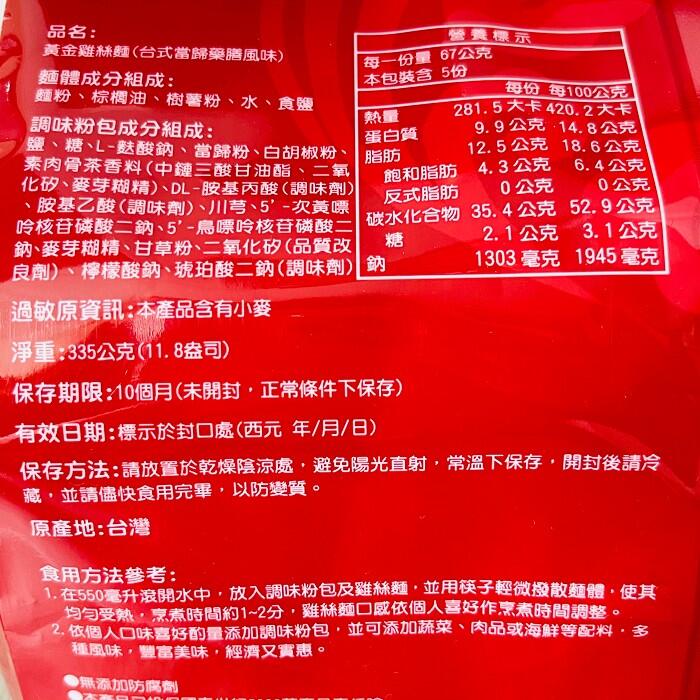 品名:
黃金雞絲麵(台式當歸藥膳風味)
麵體成分組成:
麵粉、棕櫚油、樹薯粉、水、食鹽
調味粉包成分組成:
鹽、糖、L-麩酸鈉、當歸粉、白胡椒粉、
素肉骨茶香料(中鏈三酸甘油酯、二氧
化矽、麥芽糊精)、DL-胺基丙酸(調味劑)
、胺基乙酸(調味劑)、川芎、5'-次黃嘌
呤核苷磷酸二鈉、5'-鳥嘌呤核苷磷酸二
鈉、麥芽糊精、甘草粉、二氧化矽(品質改
良劑)、檸檬酸鈉、琥珀酸二鈉(調味劑)
營養標示
每一份量 67公克
本包裝含 5份
每份 每100公克
熱量 281.5大卡 420.2大卡
蛋白質 9.9公克 14.8公克
脂肪 12.5公克 18.6公克
飽和脂肪 4.3公克 6.4公克
反式脂肪 0公克 0公克
碳水化合物 35.4公克 52.9公克
糖 2.1公克 3.1公克
鈉 1303毫克 1945毫克
過敏原資訊:本產品含有小麥
淨重:335公克(11.8盎司)
保存期限:10個月(未開封,正常條件下保存)
有效日期:標示於封口處(西元 年/月/日)
保存方法:請放置於乾燥陰涼處,避免陽光直射,常溫下保存,開封後請冷
藏,並請儘快食用完畢,以防變質。
原產地:台灣
食用方法參考:
1.在550毫升滾開水中,放入調味粉包及雞絲麵,並用筷子輕微撥散麵體,使其
均勻受熱,烹煮時間約1~2分,雞絲麵口感依個人喜好作烹煮時間調整。
2.依個人口味喜好酌量添加調味粉包,並可添加蔬菜、肉品或海鮮等配料,多
種風味,豐富美味,經濟又實惠。
●無添加防腐劑